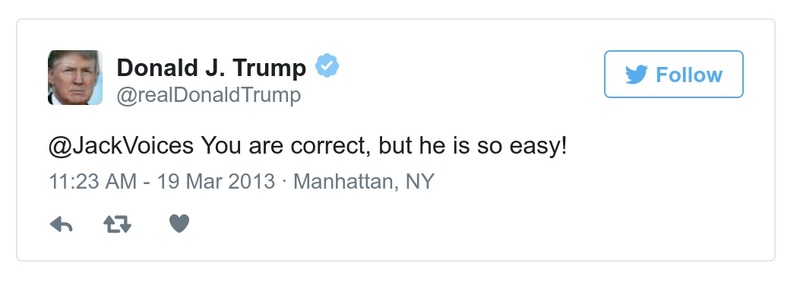 Donald J. Trump
@realDonaldTrump
Follow
@JackVoices You are correct, but he is so easy!
11:23 AM - 19 Mar 2013 · Manhattan, NY